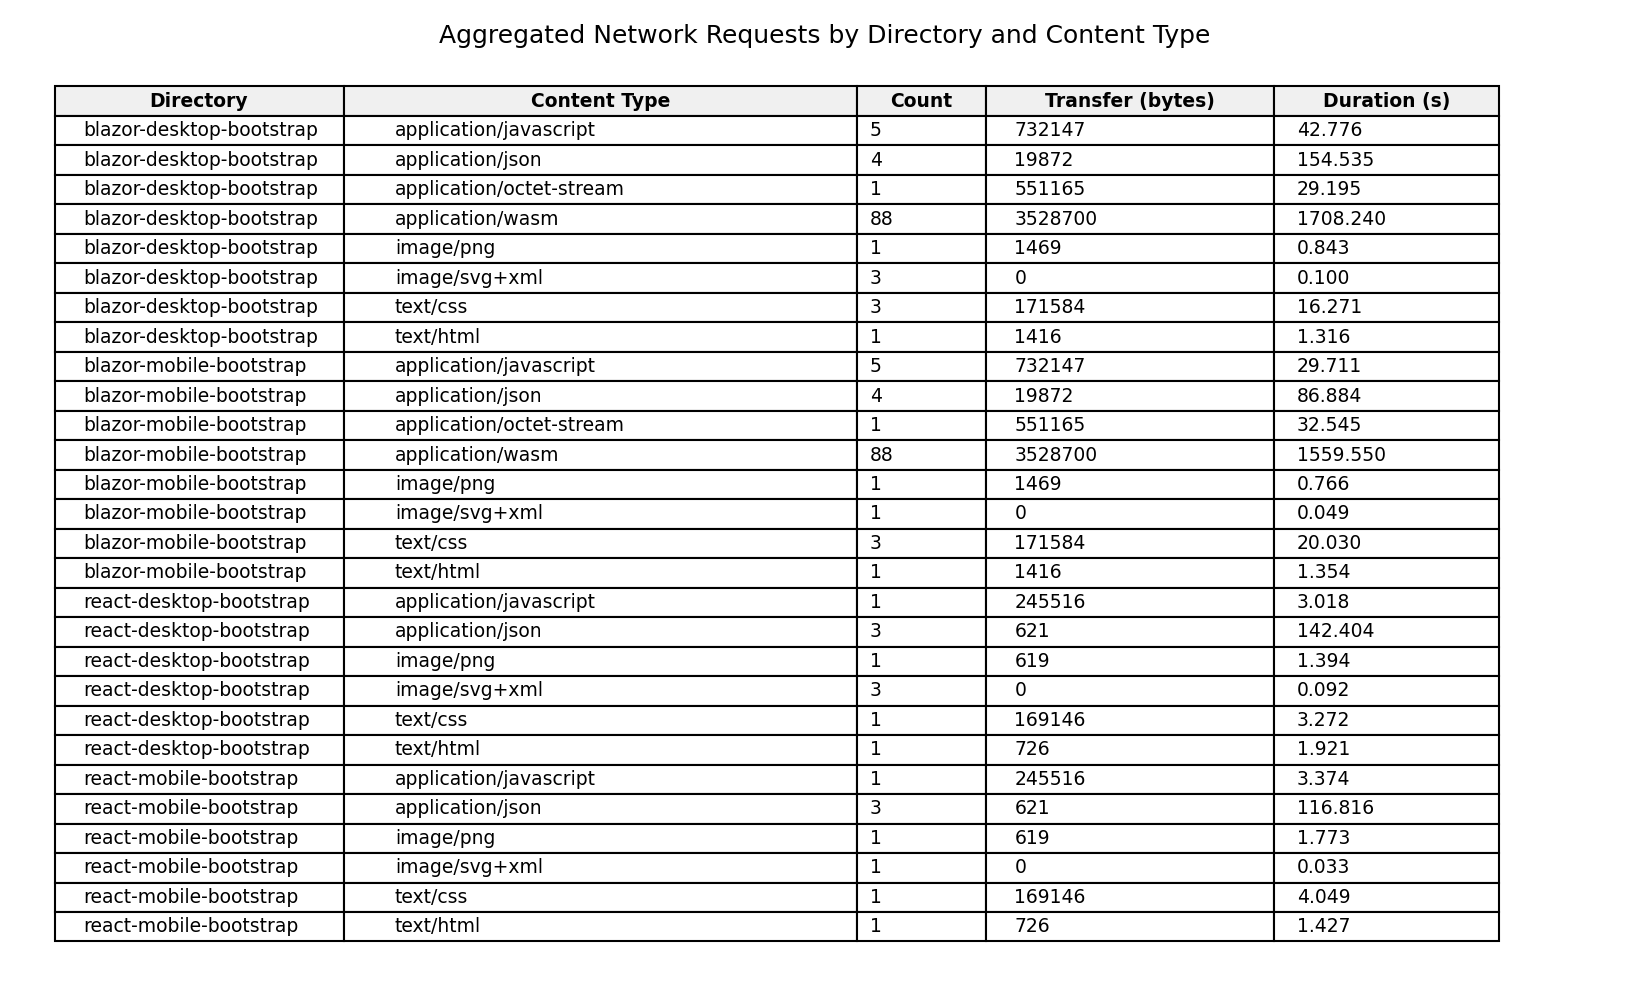 Aggregated Network Requests by Directory and Content Type
Directory Content Type Count Transfer (bytes) Duration (s)
blazor-desktop-bootstrap application/javascript 5 732147 42.776
blazor-desktop-bootstrap application/json 4 19872 154.535
blazor-desktop-bootstrap application/octet-stream 1 551165 29.195
blazor-desktop-bootstrap application/wasm 88 3528700 1708.240
blazor-desktop-bootstrap image/png 1 1469 0.843
blazor-desktop-bootstrap image/svg+xml 3 0 0.100
blazor-desktop-bootstrap text/css 3 171584 16.271
blazor-desktop-bootstrap text/html 1 1416 1.316
blazor-mobile-bootstrap application/javascript 5 732147 29.711
blazor-mobile-bootstrap application/json 4 19872 86.884
blazor-mobile-bootstrap application/octet-stream 1 551165 32.545
blazor-mobile-bootstrap application/wasm 88 3528700 1559.550
blazor-mobile-bootstrap image/png 1 1469 0.766
blazor-mobile-bootstrap image/svg+xml 1 0 0.049
blazor-mobile-bootstrap text/css 3 171584 20.030
blazor-mobile-bootstrap text/html 1 1416 1.354
react-desktop-bootstrap application/javascript 1 245516 3.018
react-desktop-bootstrap application/json 3 621 142.404
react-desktop-bootstrap image/png 1 619 1.394
react-desktop-bootstrap image/svg+xml 3 0 0.092
react-desktop-bootstrap text/css 1 169146 3.272
react-desktop-bootstrap text/html 1 726 1.921
react-mobile-bootstrap application/javascript 1 245516 3.374
react-mobile-bootstrap application/json 3 621 116.816
react-mobile-bootstrap image/png 1 619 1.773
react-mobile-bootstrap image/svg+xml 1 0 0.033
react-mobile-bootstrap text/css 1 169146 4.049
react-mobile-bootstrap text/html 1 726 1.427